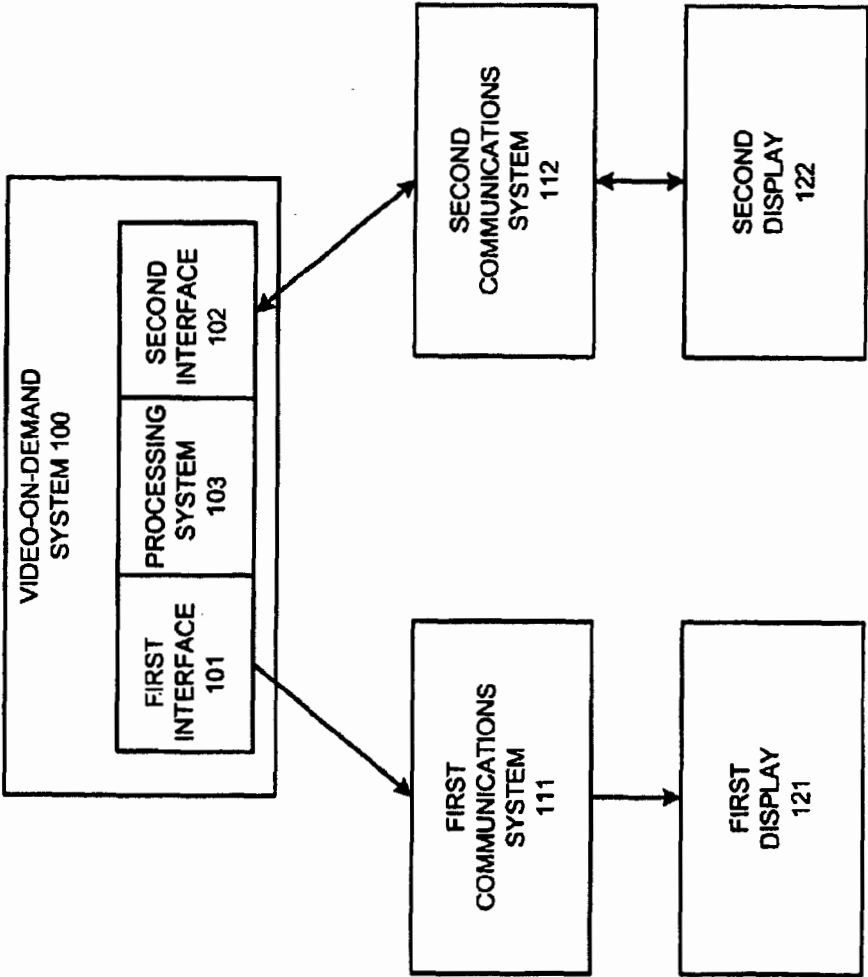 VIDEO-ON-DEMAND
SYSTEM 100
FIRST
INTERFACE
101
PROCESSING
SYSTEM
103
SECOND
INTERFACE
102
FIRST
COMMUNICATIONS
SYSTEM
111
SECOND
COMMUNICATIONS
SYSTEM
112
FIRST
DISPLAY
121
SECOND
DISPLAY
122